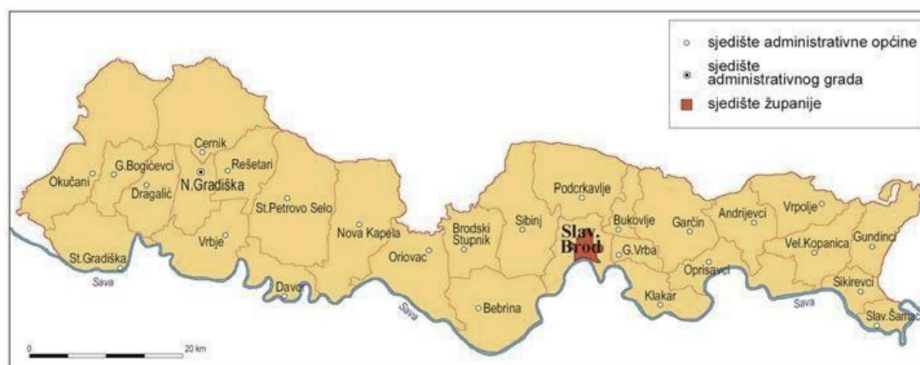 sjedište administrativne općine
sjedište
administrativnog grada
sjedište županije
Cernik
Okučani
G.Bogićevci
Rešetari
Dragalić
N.Gradiška
St.Petrovo Selo
Podcrkavlje
Vrpolje
Nova Kapela
Brodski
Stupnik
Sibinj
Slav.
Brod
Bukovlje
Garčin
Andrijevci
Gundinci
Vrbje
Oriovac
G.Vrba
Vel.Kopanica
St.Gradiška
Oprisavci
Sikirevci
Sava
Davor
Sava
Bebrina
Klakar
Sava
Slav.Šamac
0
20 km